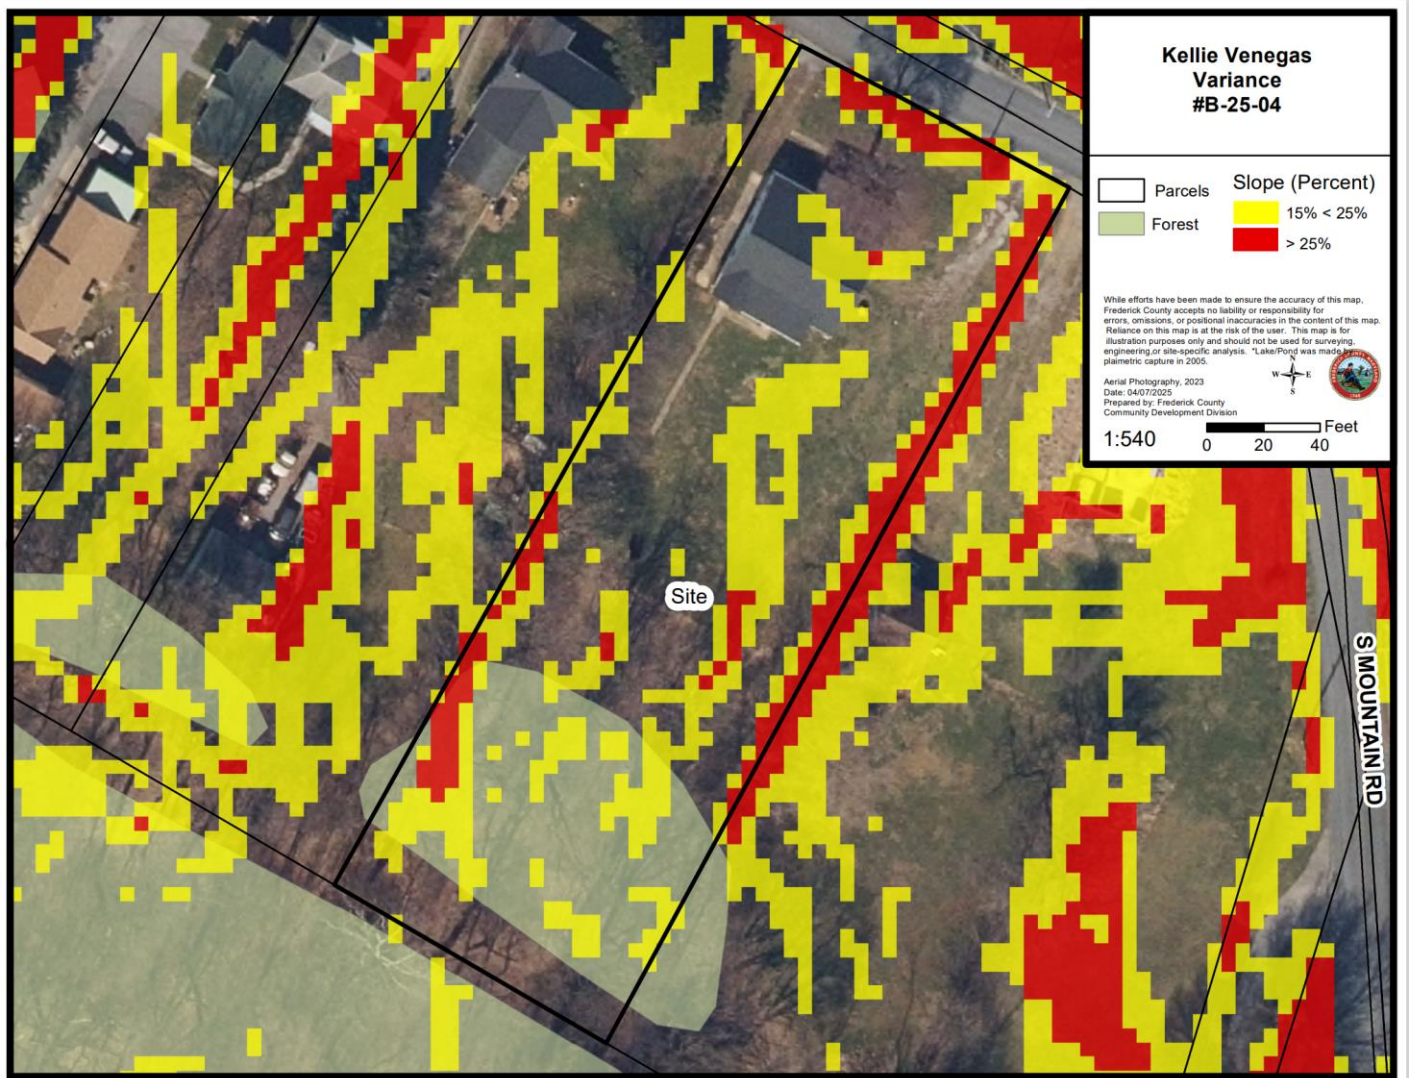 Kellie Venegas
Variance
#B-25-04
Parcels
Forest
Slope (Percent)
15% < 25%
> 25%
While efforts have been made to ensure the accuracy of this map,
Frederick County accepts no liability or responsibility for
errors, omissions, or positional inaccuracies in the content of this map.
Reliance on this map is at the risk of the user. This map is for
illustration purposes only and should not be used for surveying,
engineering,or site-specific analysis. *Lake/Pond was made
plaimetric capture in 2005.
N
W E
S
Aerial Photography, 2023
Date: 04/07/2025
Prepared by: Frederick County
Community Development Division
1:540
Feet
0 20 40
Site
S MOUNTAIN RD